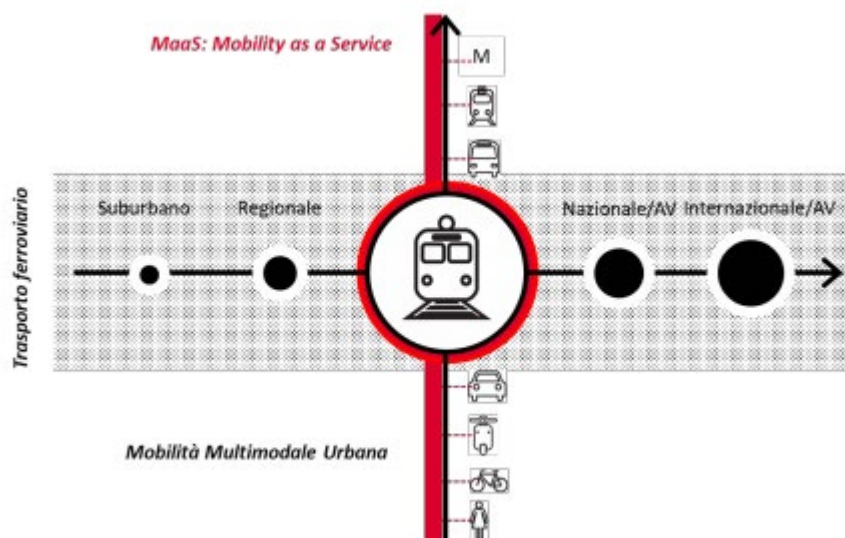 MaaS: Mobility as a Service
M
Suburbano
Regionale
Nazionale/AV
Internazionale/AV
Trasporto ferroviario
Mobilità Multimodale Urbana